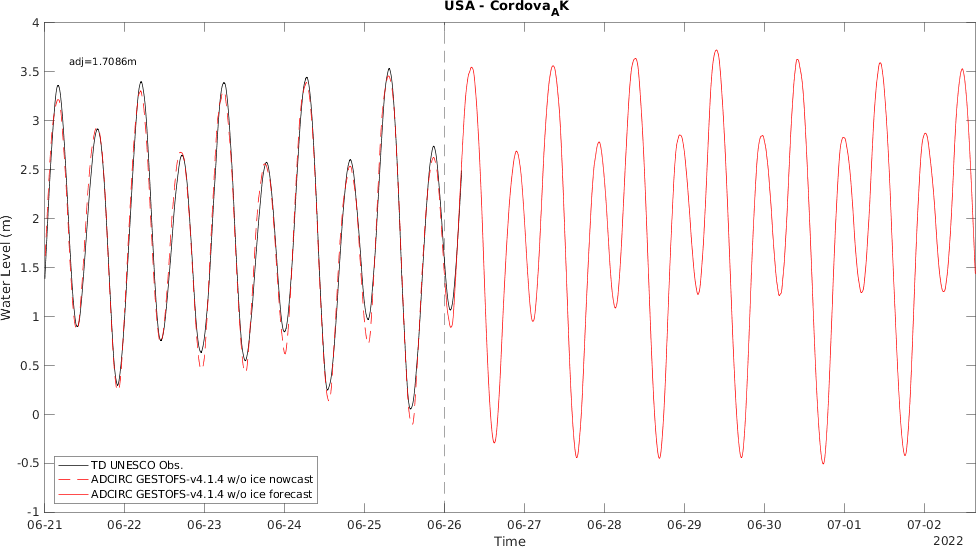 USA - Cordova_AK
adj=1.7086m
Water Level (m)
4
3.5
3
2.5
2
1.5
1
0.5
0
-0.5
-1
TD UNESCO Obs.
ADCIRC GESTOFS-v4.1.4 w/o ice nowcast
ADCIRC GESTOFS-v4.1.4 w/o ice forecast
06-21 06-22 06-23 06-24 06-25 06-26 06-27 06-28 06-29 06-30 07-01 07-02
Time
2022